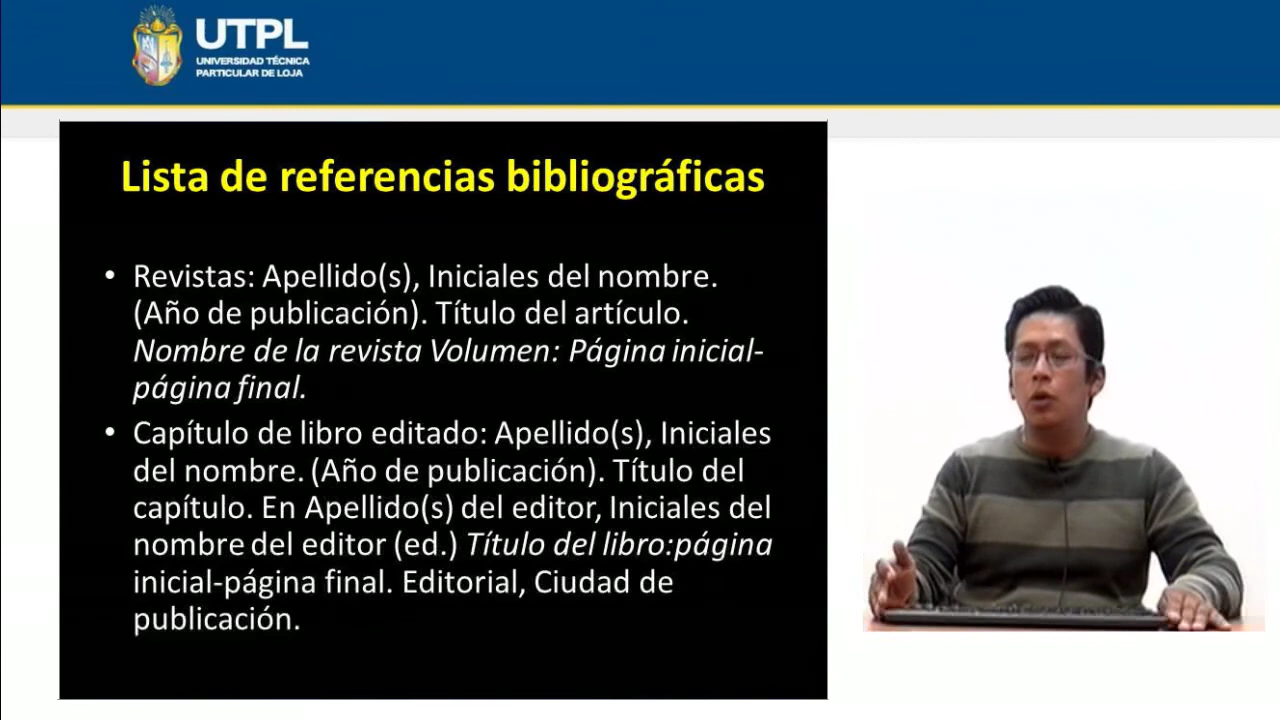 UTPL
UNIVERSIDAD TÉCNICA
PARTICULAR DE LOJA
Lista de referencias bibliográficas
• Revistas: Apellido(s), Iniciales del nombre.
(Año de publicación). Título del artículo.
Nombre de la revista Volumen: Página inicial-
página final.
• Capítulo de libro editado: Apellido(s), Iniciales
del nombre. (Año de publicación). Título del
capítulo. En Apellido(s) del editor, Iniciales del
nombre del editor (ed.) Título del libro:página
inicial-página final. Editorial, Ciudad de
publicación.